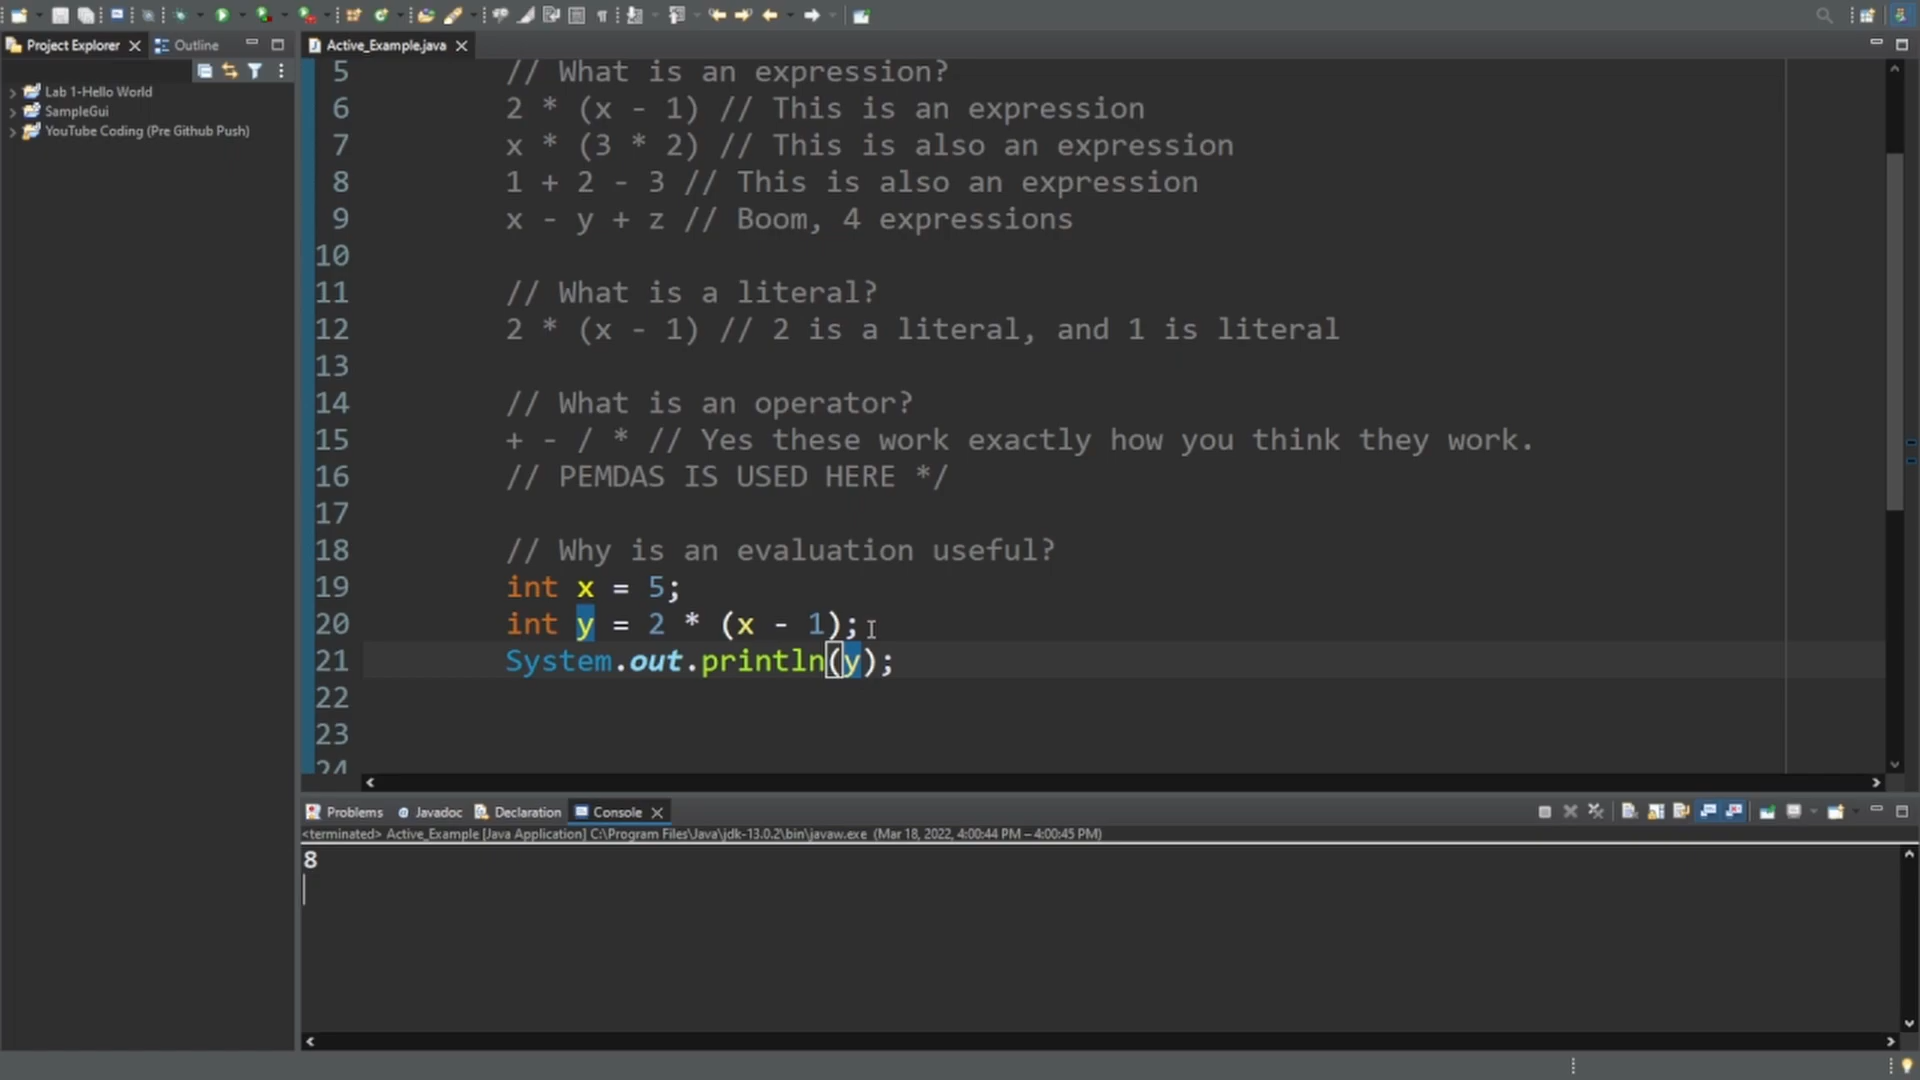 Project Explorer
Outline
Active_Example.java
Lab 1-Hello World
SampleGui
YouTube Coding (Pre Github Push)
5 // What is an expression?
6 2 * (x - 1) // This is an expression
7 x * (3 * 2) // This is also an expression
8 1 + 2 - 3 // This is also an expression
9 x - y + z // Boom, 4 expressions
10
11 // What is a literal?
12 2 * (x - 1) // 2 is a literal, and 1 is literal
13
14 // What is an operator?
15 + - / * // Yes these work exactly how you think they work.
16 // PEMDAS IS USED HERE */
17
18 // Why is an evaluation useful?
19 int x = 5;
20 int y = 2 * (x - 1);
21 System.out.println(y);
22
23
24
Problems @ Javadoc Declaration Console
<terminated> Active_Example [Java Application] C:\Program Files\Java\jdk-13.0.2\bin\javaw.exe (Mar 18, 2022, 4:00:44 PM – 4:00:45 PM)
8